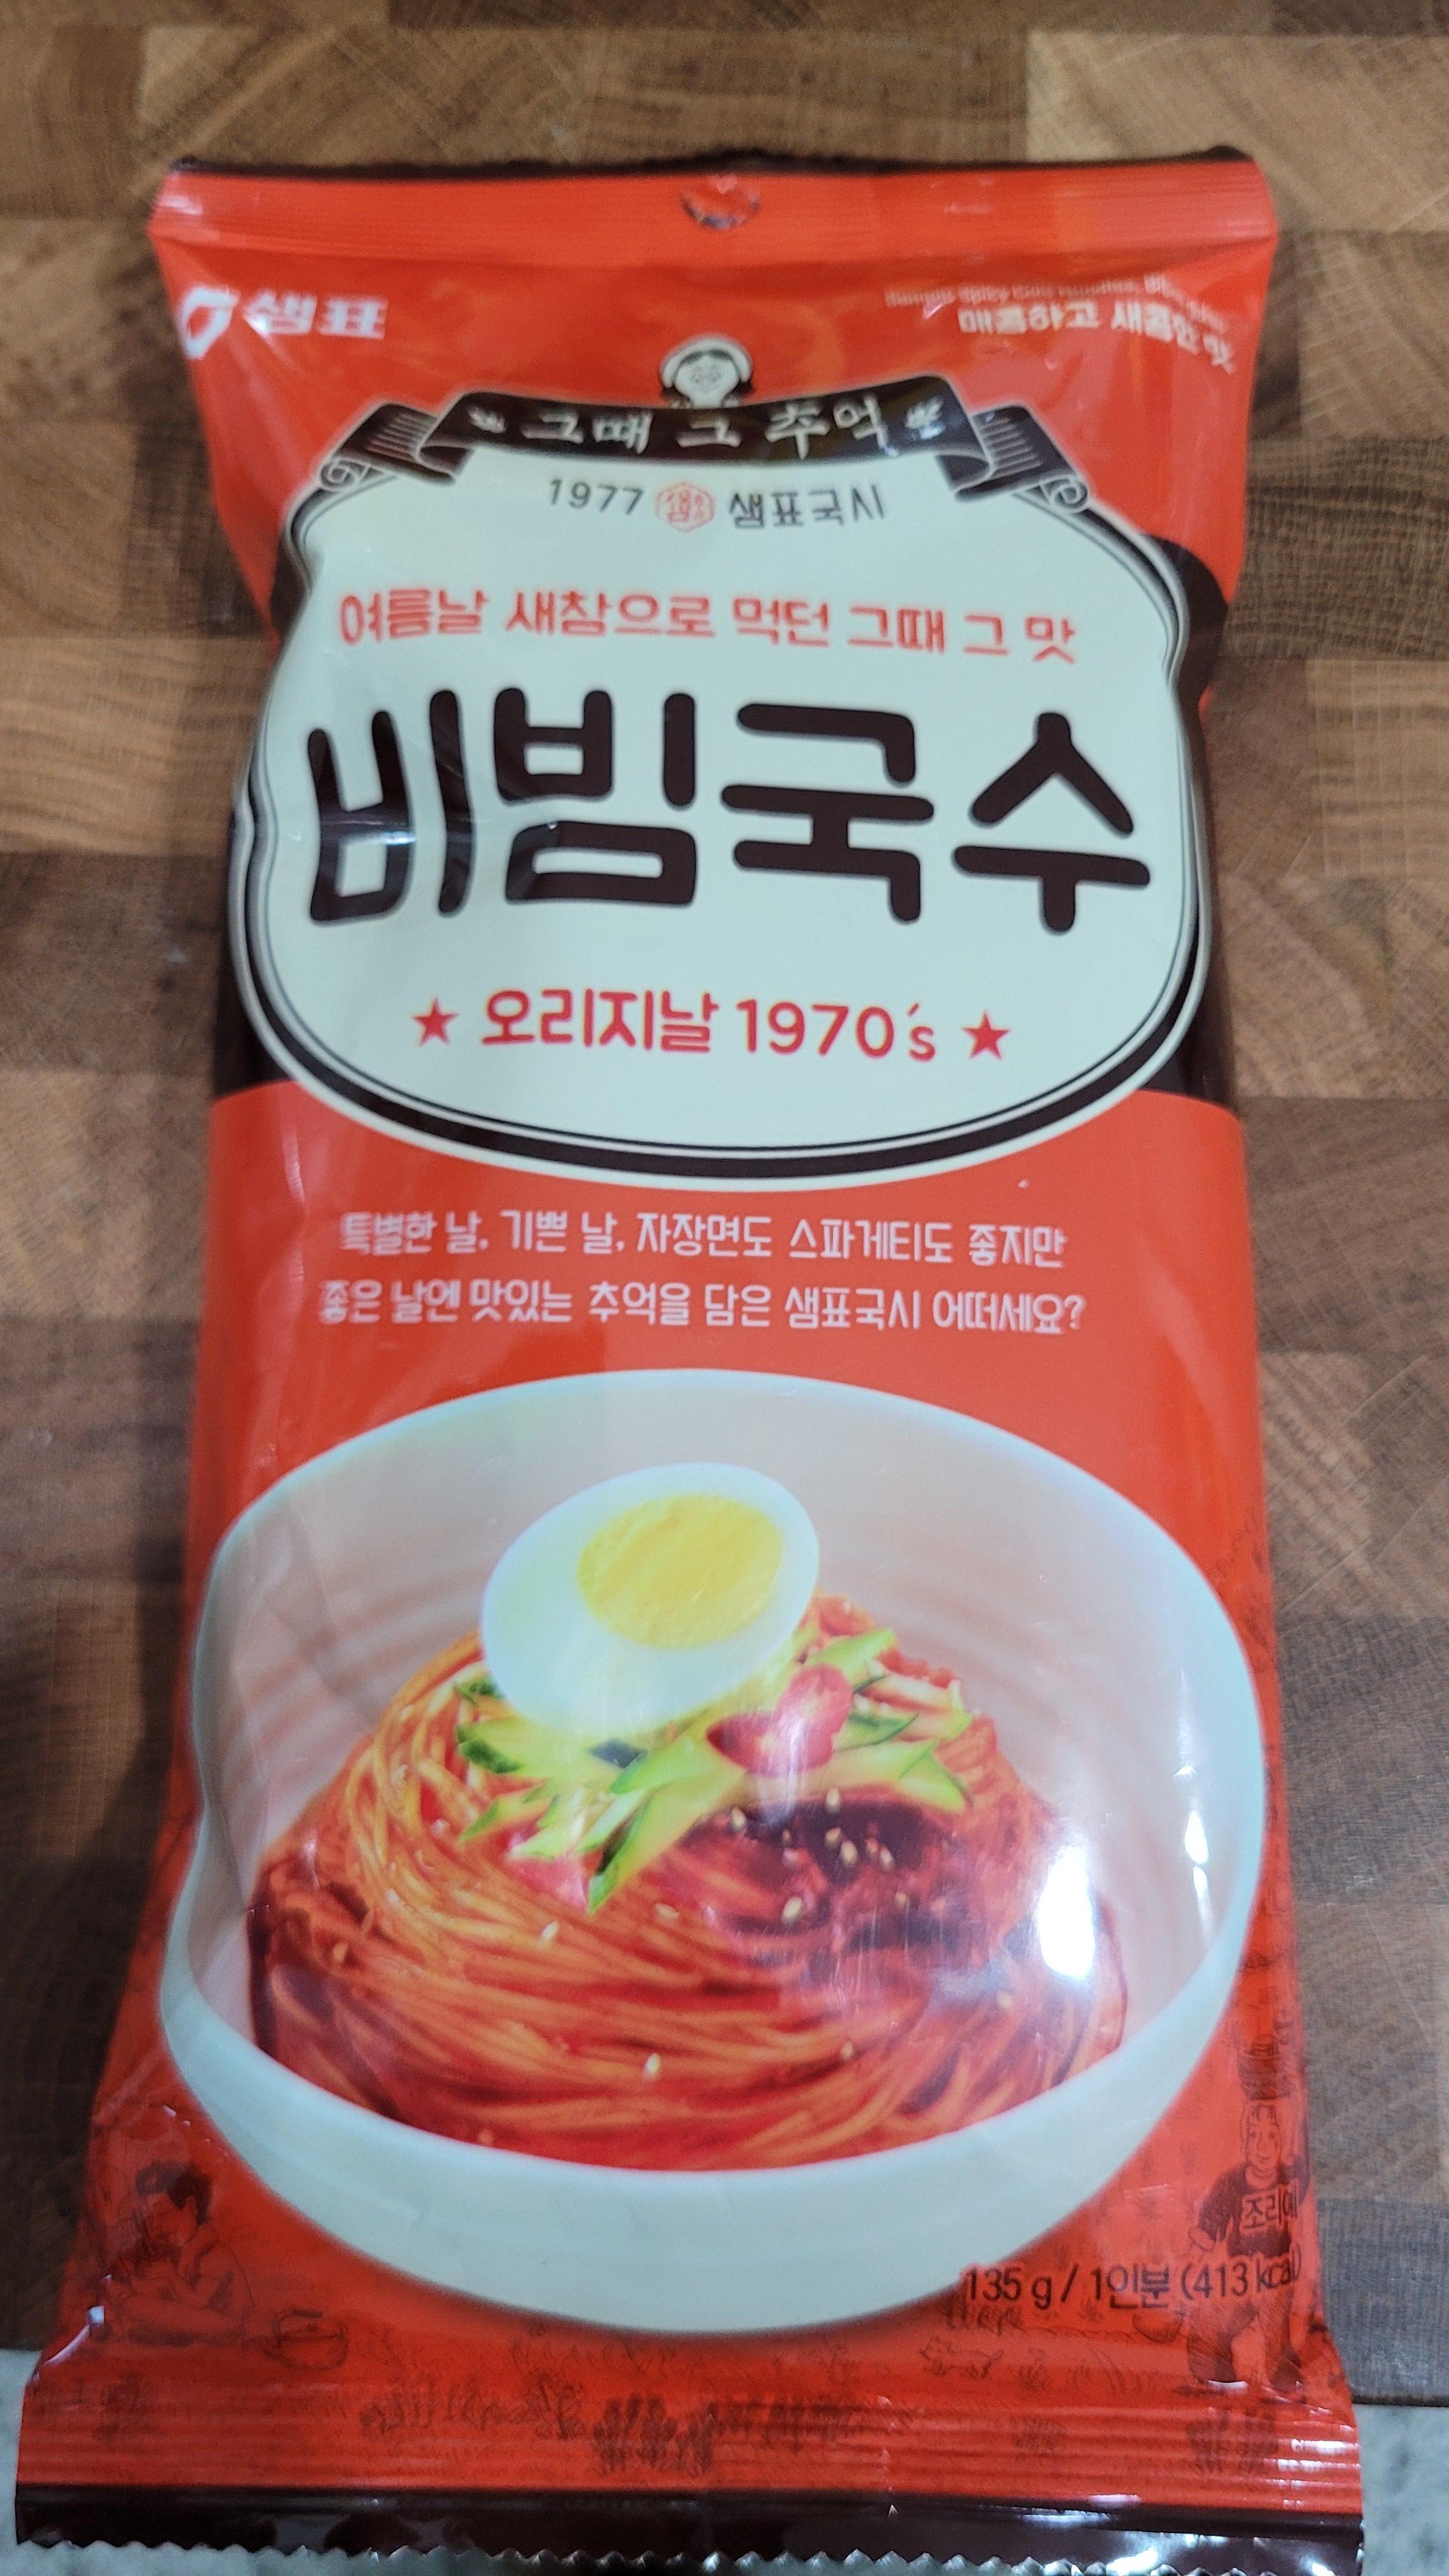 샘표
Sempio Spicy Cold Noodles,
매콤하고 새콤한 맛
그때 그 추억
1977 샘표국시
여름날 새참으로 먹던 그때 그 맛
비빔국수
★ 오리지날 1970's ★
특별한 날, 기쁜 날, 자장면도 스파게티도 좋지만
좋은 날엔 맛있는 추억을 담은 샘표국시 어떠세요?
조리예
135 g / 1인분 (413 kcal)